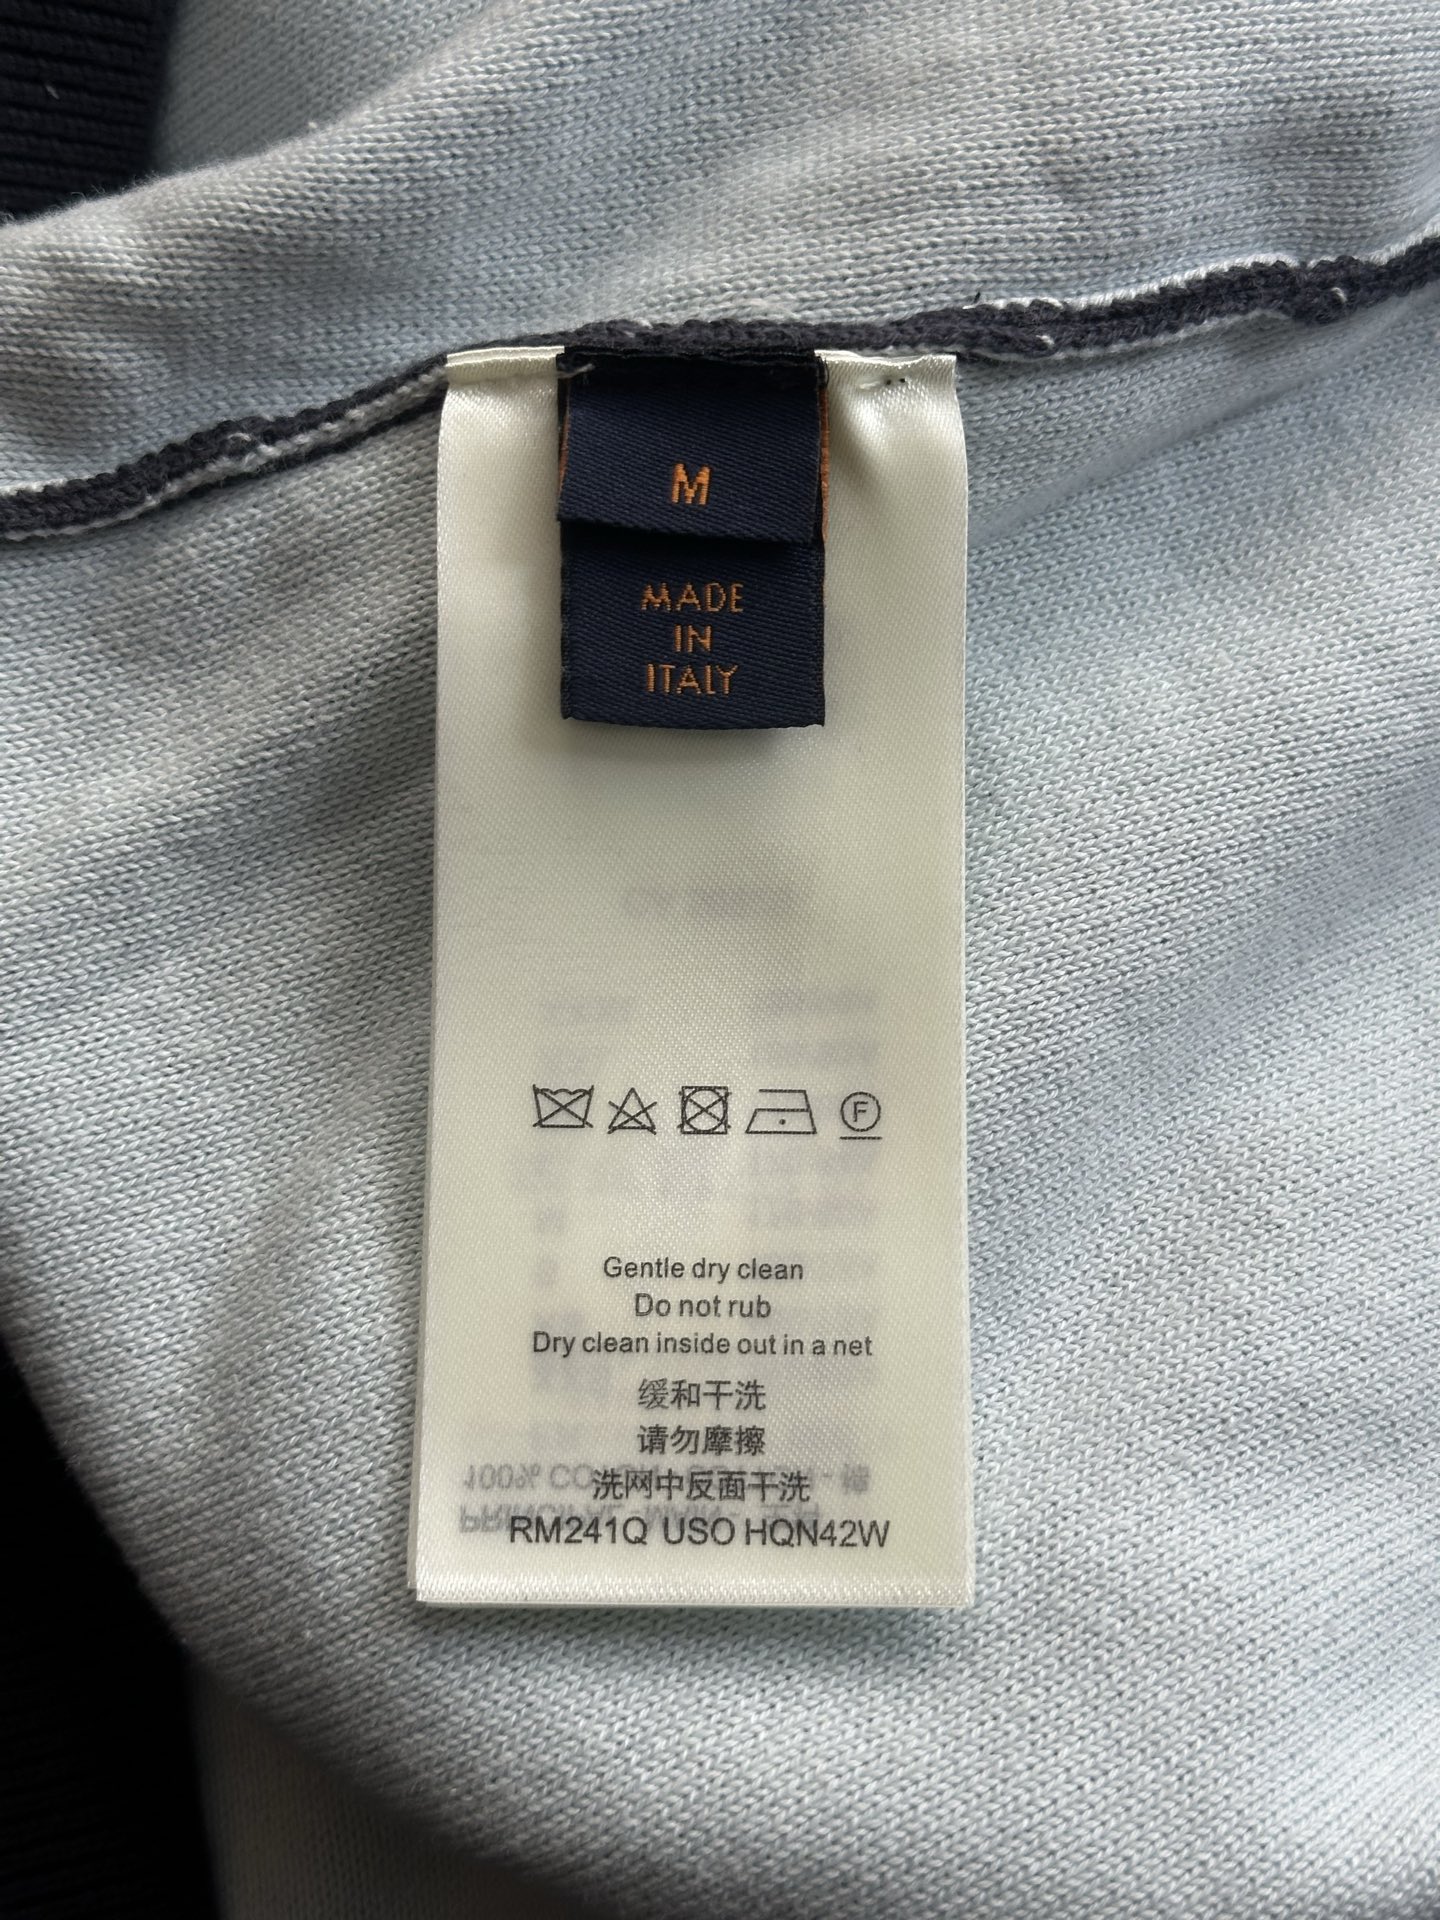 M
MADE
IN
ITALY
F
Gentle dry clean
Do not rub
Dry clean inside out in a net
缓和干洗
请勿摩擦
洗网中反面干洗
RM241Q USO HQN42W